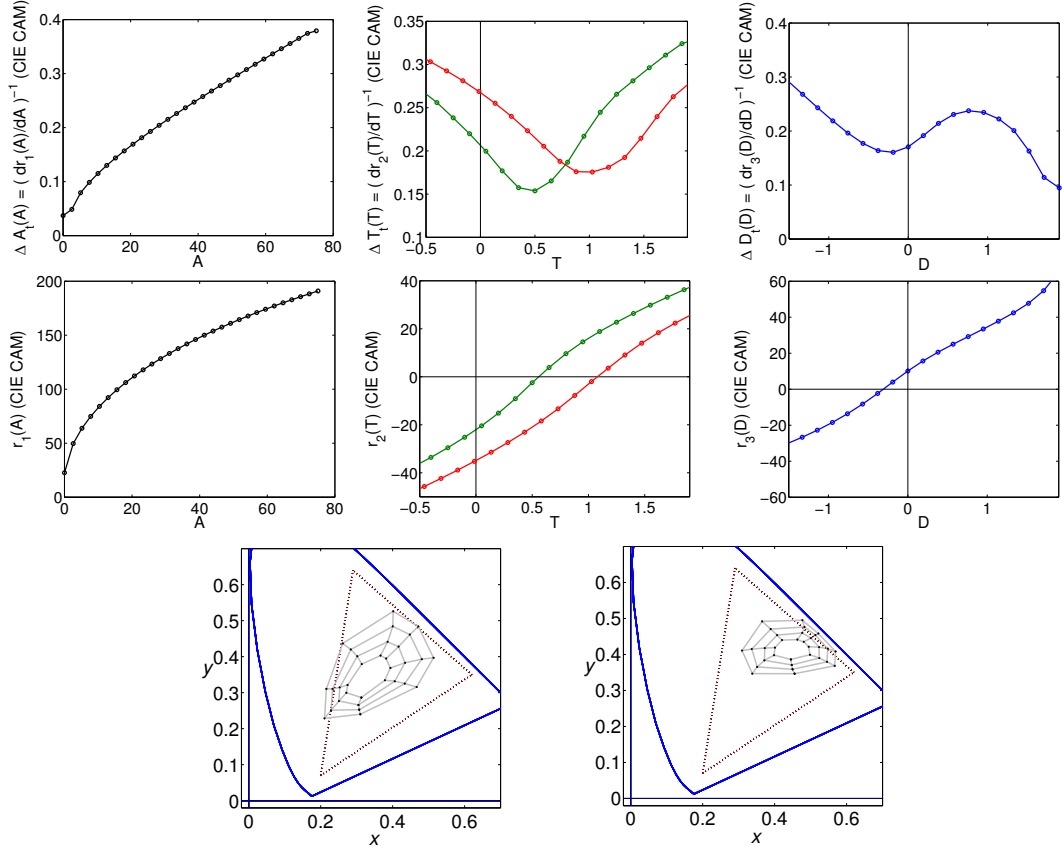 Δ A_t(A) = ( dr_1(A)/dA )^{-1} (CIE CAM)
0.4
0.3
0.2
0.1
0
0 20 40 60 80
A
Δ T_t(T) = ( dr_2(T)/dT )^{-1} (CIE CAM)
0.35
0.3
0.25
0.2
0.15
0.1
−0.5 0 0.5 1 1.5
T
Δ D_t(D) = ( dr_3(D)/dD )^{-1} (CIE CAM)
0.4
0.3
0.2
0.1
0
−1 0 1
D
r_1(A) (CIE CAM)
200
150
100
50
0
0 20 40 60 80
A
r_2(T) (CIE CAM)
40
20
0
−20
−40
−0.5 0 0.5 1 1.5
T
r_3(D) (CIE CAM)
60
40
20
0
−20
−40
−60
−1 0 1
D
y
0.6
0.5
0.4
0.3
0.2
0.1
0
0 0.2 0.4 0.6
x
y
0.6
0.5
0.4
0.3
0.2
0.1
0
0 0.2 0.4 0.6
x